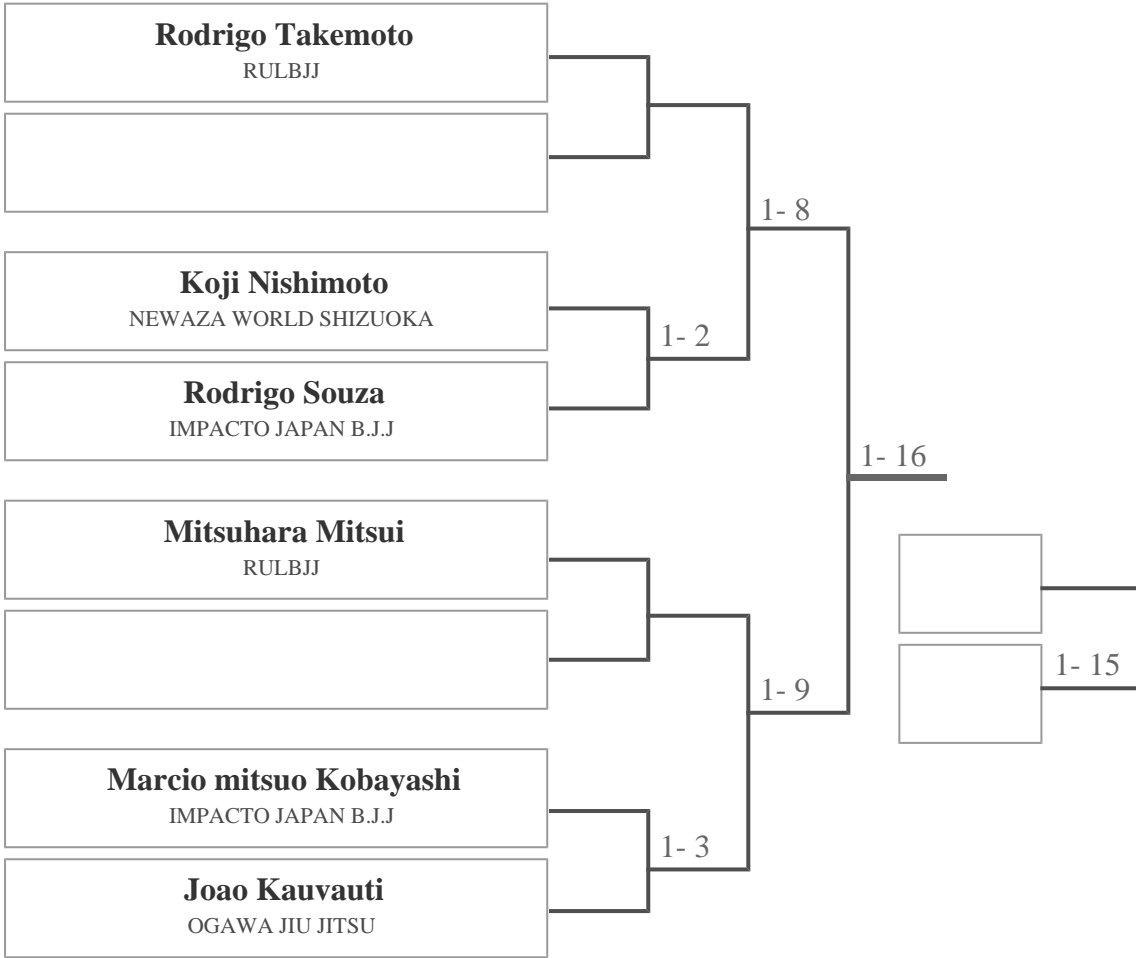 Rodrigo Takemoto
RULBJJ
1- 8
Koji Nishimoto
NEWAZA WORLD SHIZUOKA
1- 2
Rodrigo Souza
IMPACTO JAPAN B.J.J
1- 16
Mitsuhara Mitsui
RULBJJ
1- 15
1- 9
Marcio mitsuo Kobayashi
IMPACTO JAPAN B.J.J
1- 3
Joao Kauvauti
OGAWA JIU JITSU